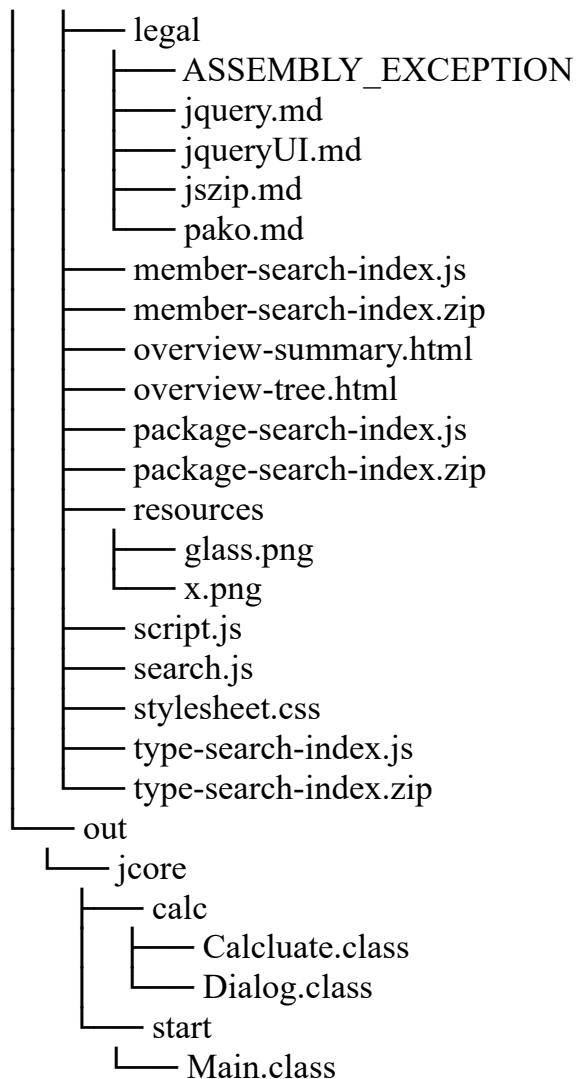 legal
ASSEMBLY_EXCEPTION
jquery.md
jqueryUI.md
jszip.md
pako.md
member-search-index.js
member-search-index.zip
overview-summary.html
overview-tree.html
package-search-index.js
package-search-index.zip
resources
glass.png
x.png
script.js
search.js
stylesheet.css
type-search-index.js
type-search-index.zip
out
jcore
calc
Calcluate.class
Dialog.class
start
Main.class